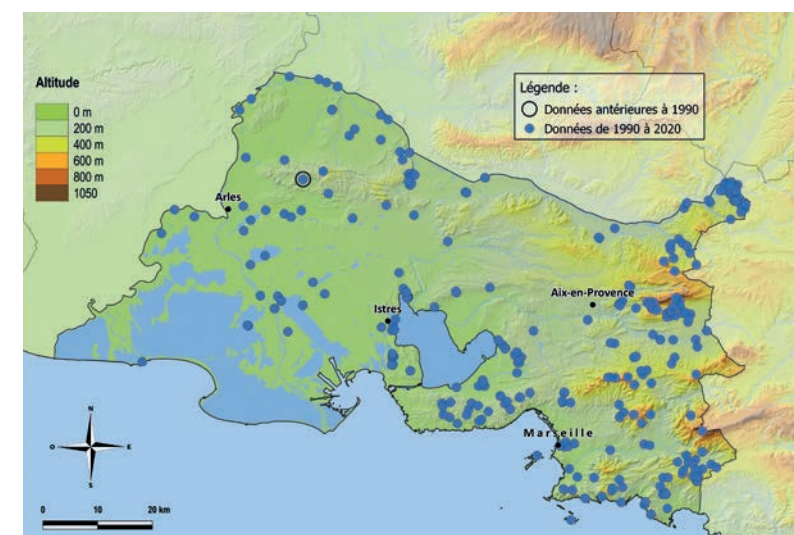 Altitude
0 m
200 m
400 m
600 m
800 m
1050
Légende :
Données antérieures à 1990
Données de 1990 à 2020
Arles
Istres
Aix-en-Provence
Marseille
N
O
E
S
0 10 20 km